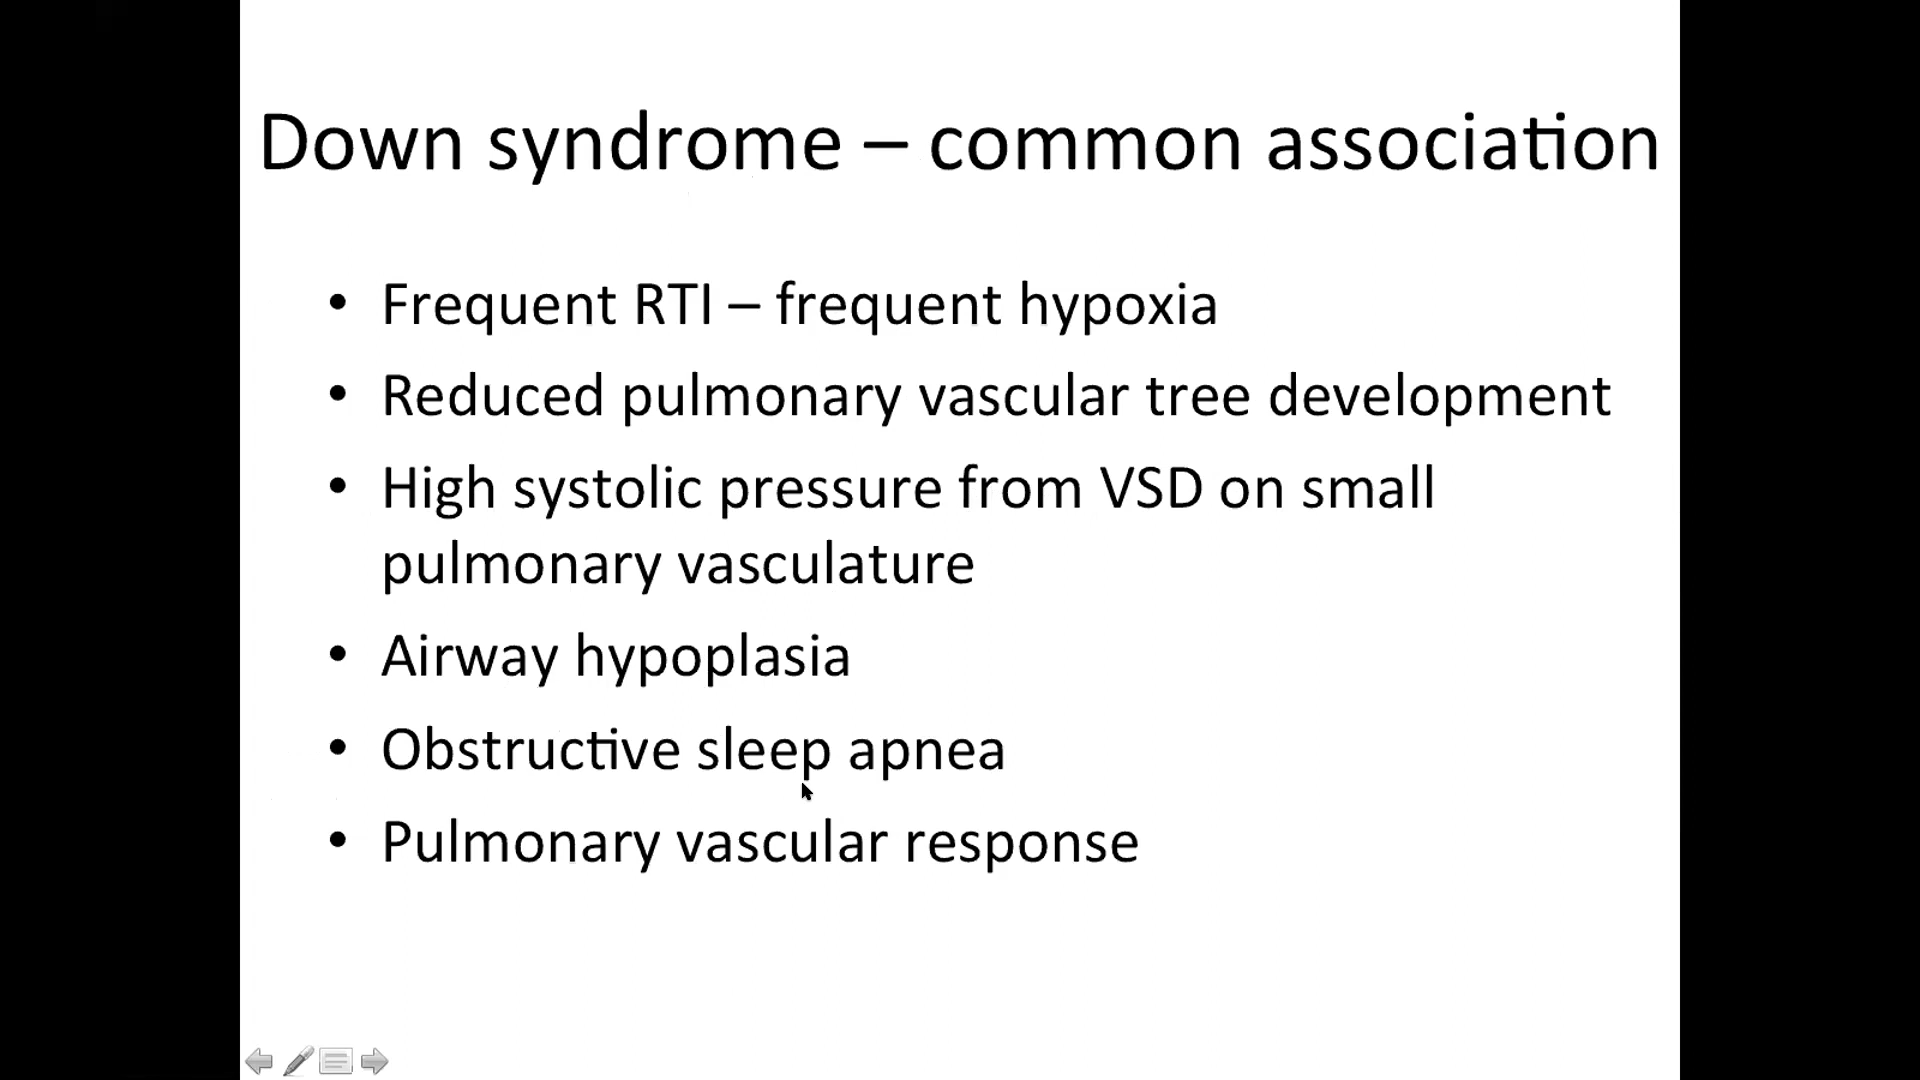 Down syndrome – common association
• Frequent RTI – frequent hypoxia
• Reduced pulmonary vascular tree development
• High systolic pressure from VSD on small
pulmonary vasculature
• Airway hypoplasia
• Obstructive sleep apnea
• Pulmonary vascular response